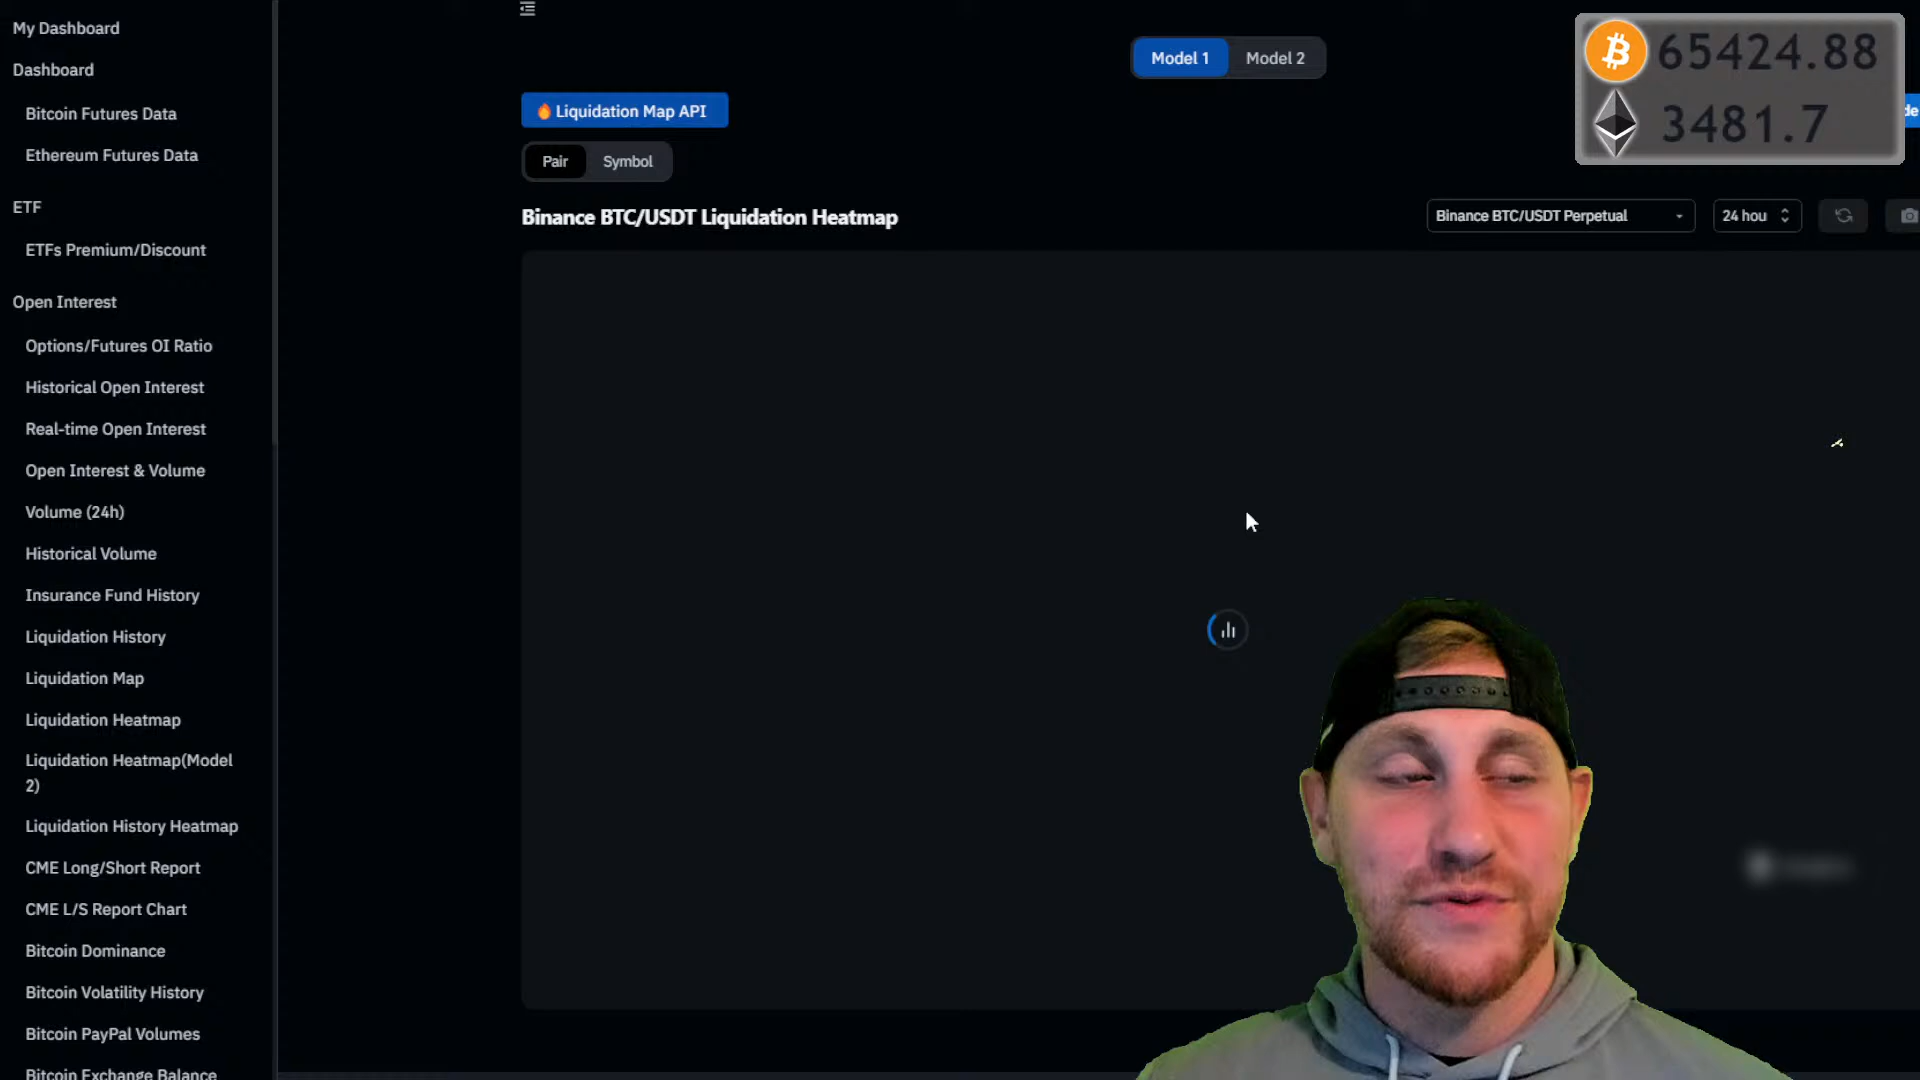 My Dashboard
Dashboard
Bitcoin Futures Data
Ethereum Futures Data
ETF
ETFs Premium/Discount
Open Interest
Options/Futures OI Ratio
Historical Open Interest
Real-time Open Interest
Open Interest & Volume
Volume (24h)
Historical Volume
Insurance Fund History
Liquidation History
Liquidation Map
Liquidation Heatmap
Liquidation Heatmap(Model
2)
Liquidation History Heatmap
CME Long/Short Report
CME L/S Report Chart
Bitcoin Dominance
Bitcoin Volatility History
Bitcoin PayPal Volumes
Bitcoin Exchange Balance
Model 1 Model 2
Liquidation Map API
Pair Symbol
Binance BTC/USDT Liquidation Heatmap
Binance BTC/USDT Perpetual 24 hou
65424.88
3481.7